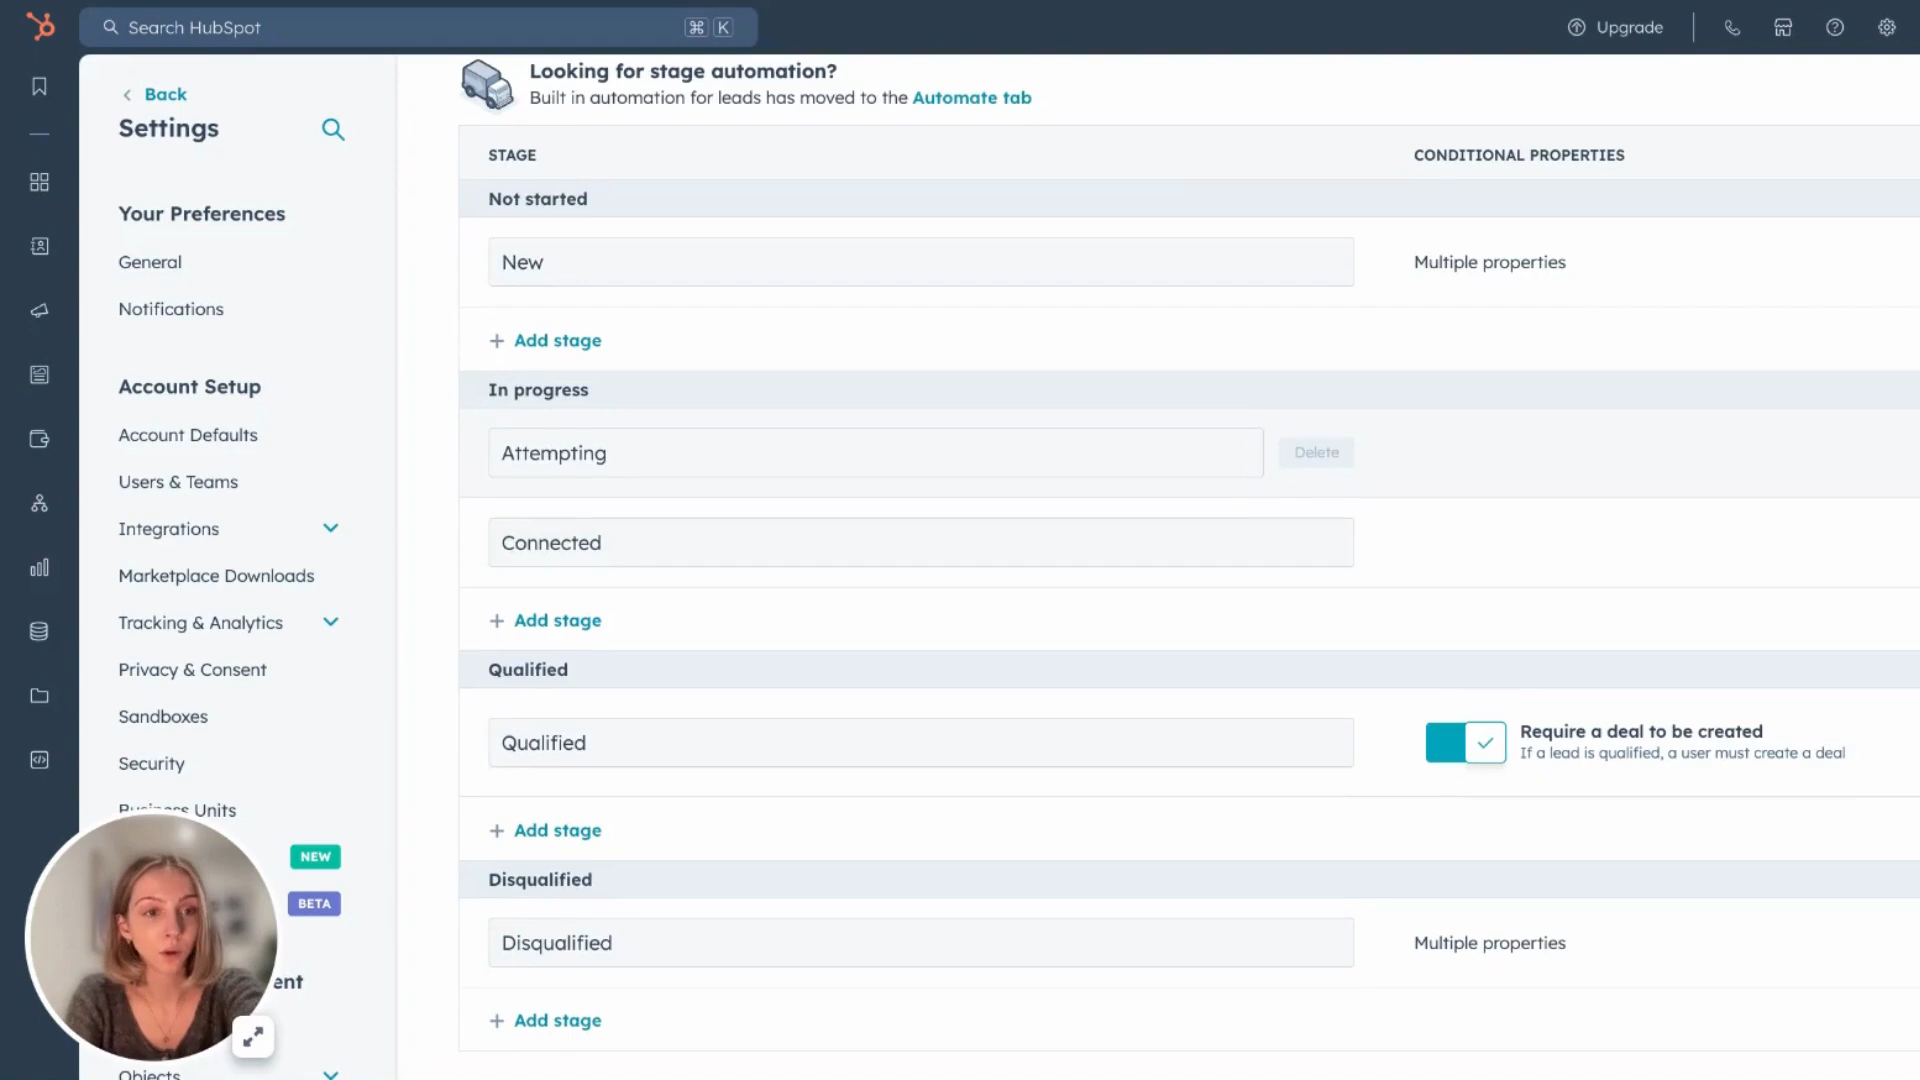 Search HubSpot
⌘ K
Upgrade
Back
Settings
Your Preferences
General
Notifications
Account Setup
Account Defaults
Users & Teams
Integrations
Marketplace Downloads
Tracking & Analytics
Privacy & Consent
Sandboxes
Security
Business Units
NEW
BETA
ent
Objects
Looking for stage automation?
Built in automation for leads has moved to the Automate tab
STAGE
CONDITIONAL PROPERTIES
Not started
New
Multiple properties
+ Add stage
In progress
Attempting
Delete
Connected
+ Add stage
Qualified
Qualified
Require a deal to be created
If a lead is qualified, a user must create a deal
+ Add stage
Disqualified
Disqualified
Multiple properties
+ Add stage